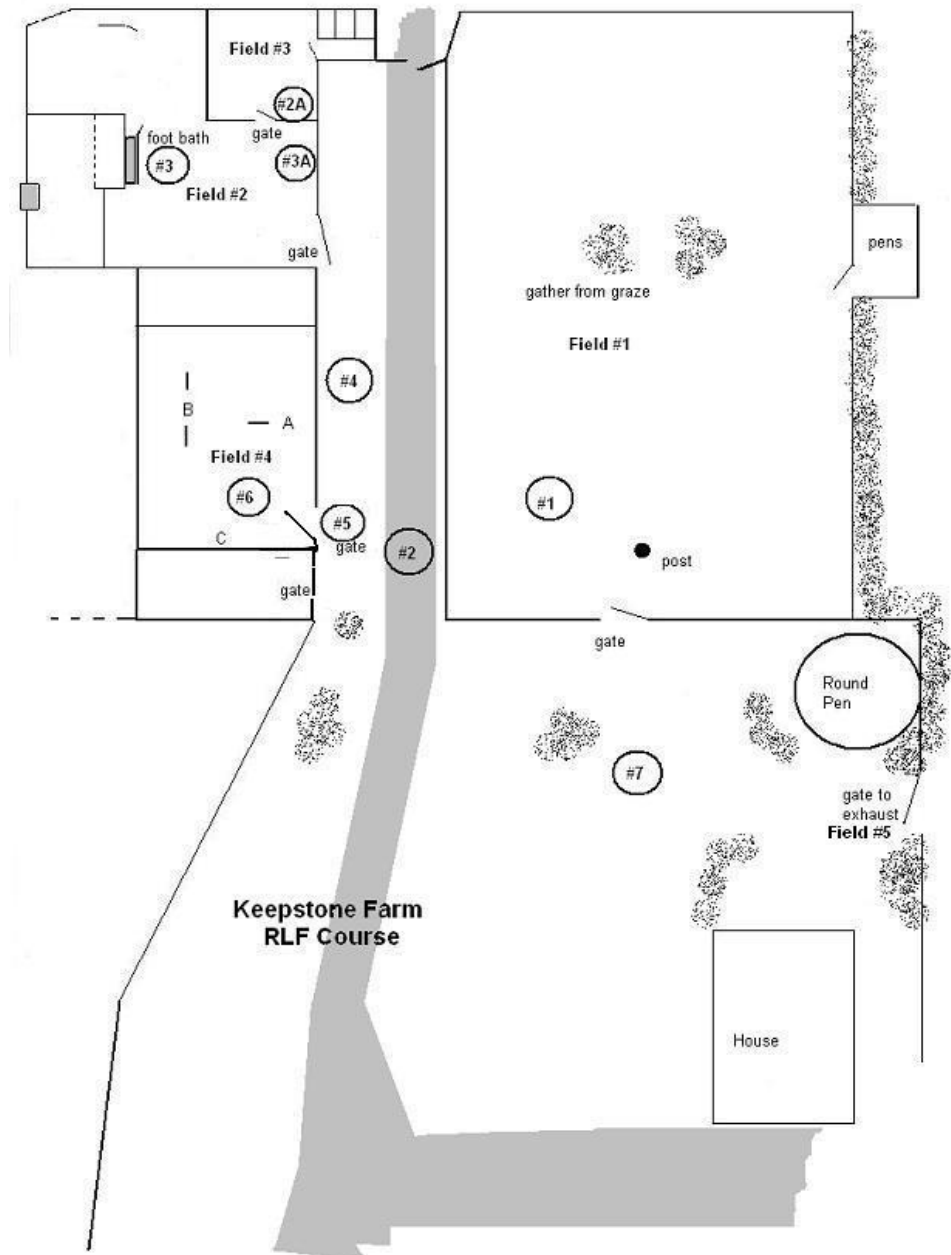 Field #3
#2A
gate
foot bath
#3
#3A
Field #2
gate
pens
gather from graze
Field #1
#4
B
A
Field #4
#6
#1
#5
C
gate
#2
post
gate
gate
Round
Pen
#7
gate to
exhaust
Field #5
Keepstone Farm
RLF Course
House